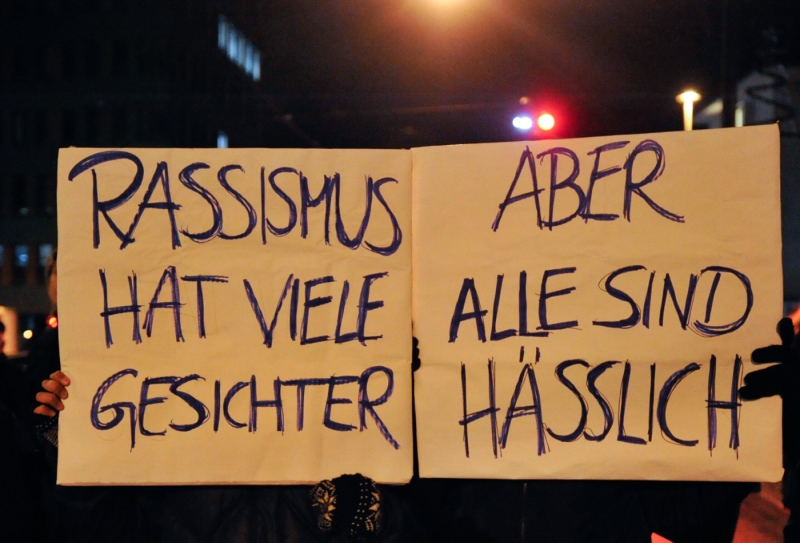 RASSISMUS
HAT VIELE
GESICHTER
ABER
ALLE SIND
HÄSSLICH